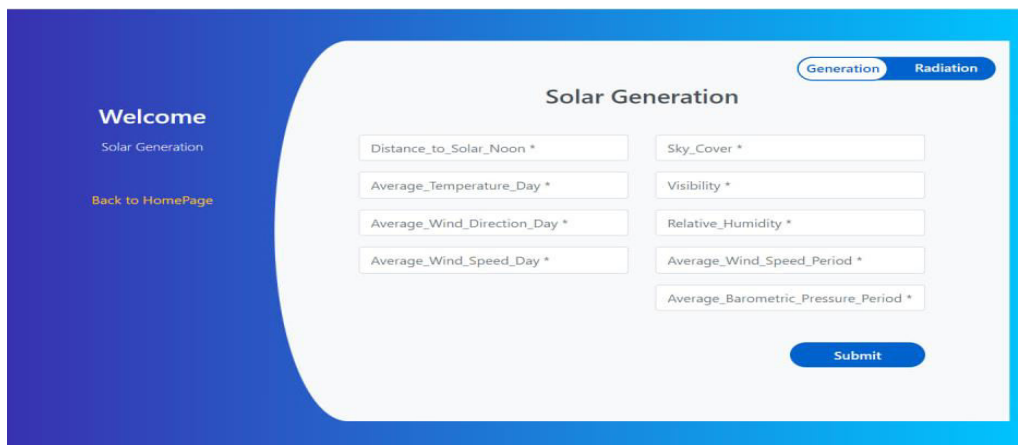 Generation Radiation
Solar Generation
Welcome
Solar Generation
Back to HomePage
Distance_to_Solar_Noon *
Sky_Cover *
Average_Temperature_Day *
Visibility *
Average_Wind_Direction_Day *
Relative_Humidity *
Average_Wind_Speed_Day *
Average_Wind_Speed_Period *
Average_Barometric_Pressure_Period *
Submit